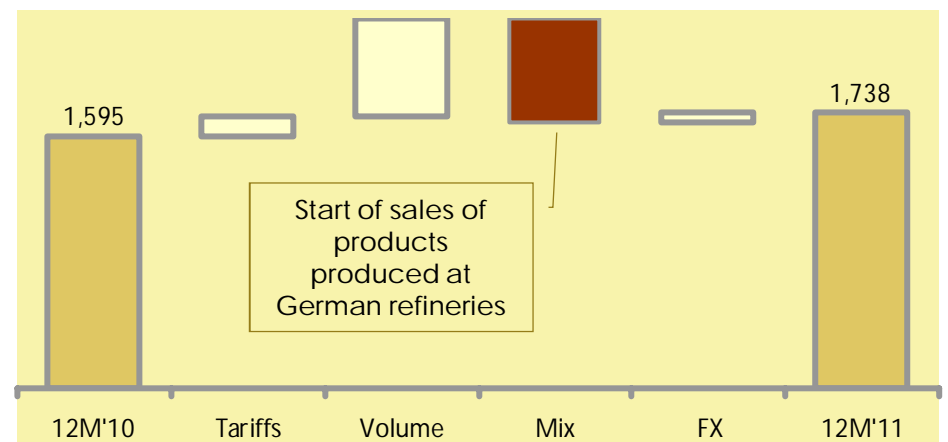 1,595
1,738
Start of sales of
products
produced at
German refineries
12M'10
Tariffs
Volume
Mix
FX
12M'11